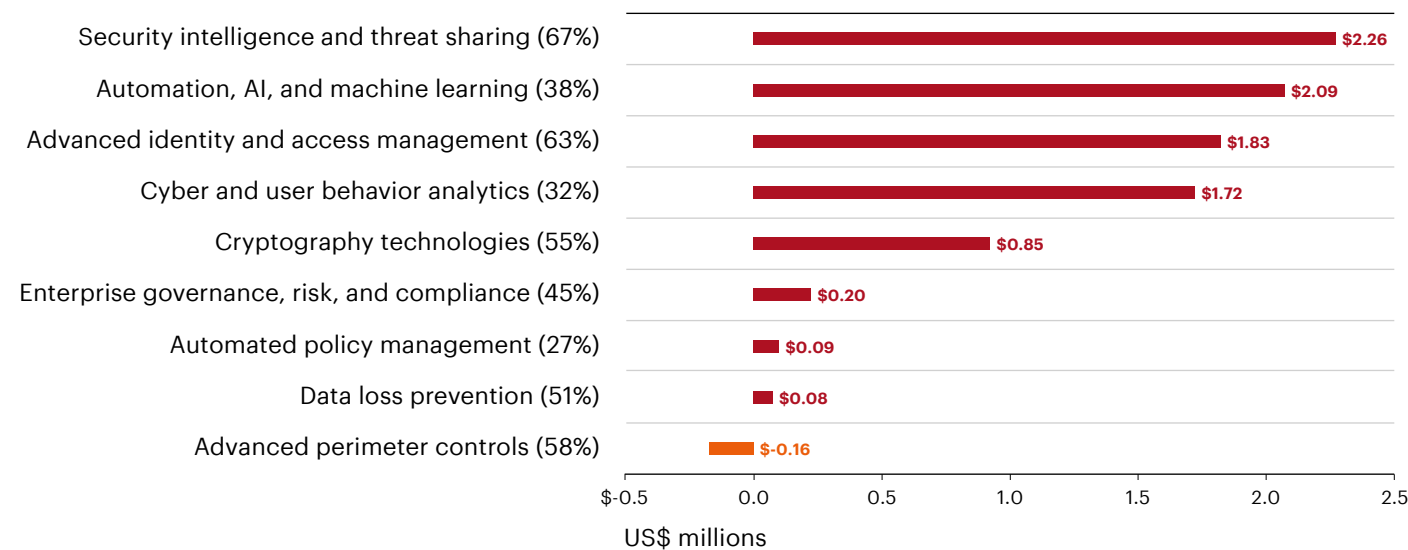 Security intelligence and threat sharing (67%) $2.26
Automation, AI, and machine learning (38%) $2.09
Advanced identity and access management (63%) $1.83
Cyber and user behavior analytics (32%) $1.72
Cryptography technologies (55%) $0.85
Enterprise governance, risk, and compliance (45%) $0.20
Automated policy management (27%) $0.09
Data loss prevention (51%) $0.08
Advanced perimeter controls (58%) $-0.16
$-0.5 0.0 0.5 1.0 1.5 2.0 2.5
US$ millions